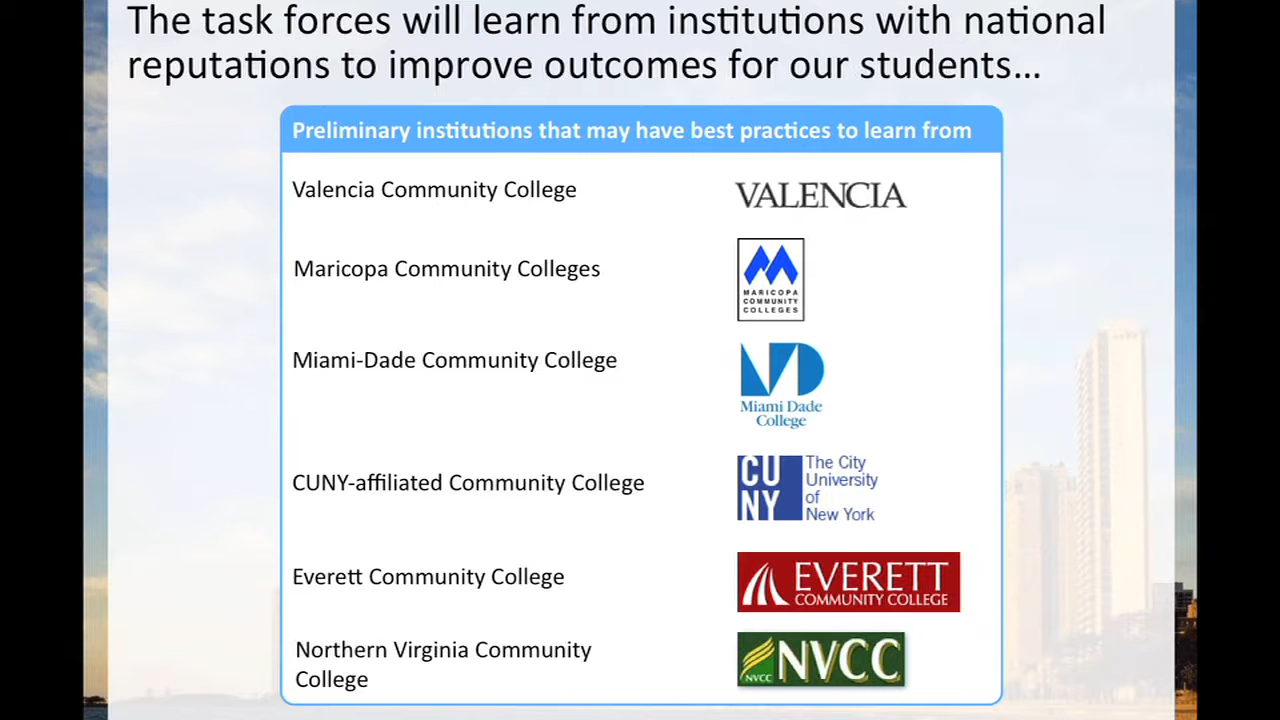 The task forces will learn from institutions with national
reputations to improve outcomes for our students…
Preliminary institutions that may have best practices to learn from
Valencia Community College
VALENCIA
Maricopa Community Colleges
MARICOPA
COMMUNITY
COLLEGES
Miami-Dade Community College
MD
Miami Dade
College
CUNY-affiliated Community College
CU
NY
The City
University
of
New York
Everett Community College
EVERETT
COMMUNITY COLLEGE
Northern Virginia Community
College
NVCC
NVCC